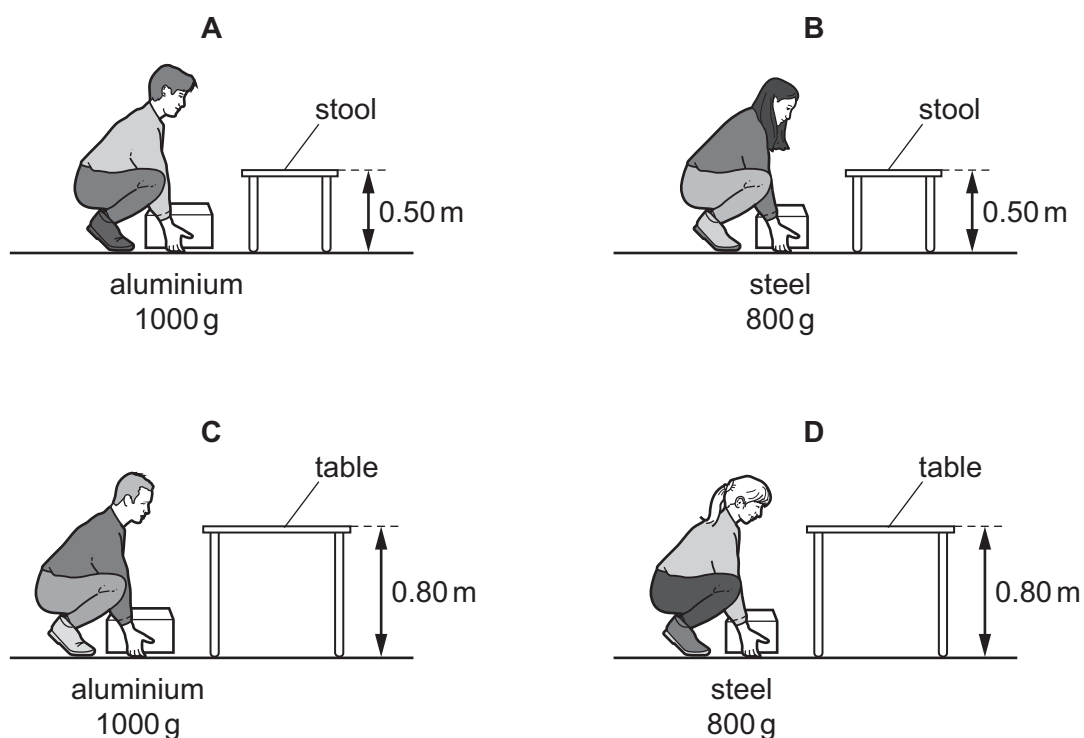 A
stool
0.50 m
aluminium
1000 g
B
stool
0.50 m
steel
800 g
C
table
0.80 m
aluminium
1000 g
D
table
0.80 m
steel
800 g